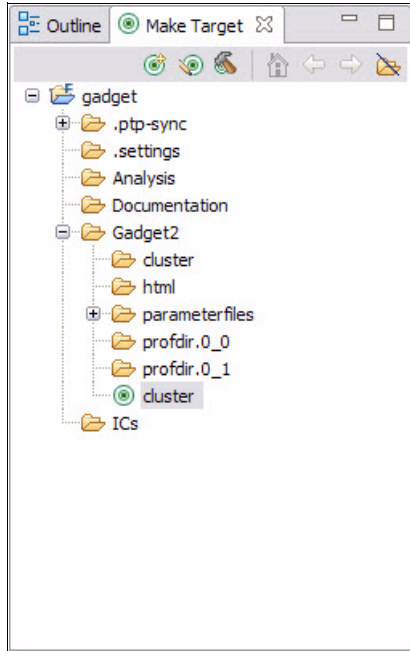 Outline Make Target
gadget
.ptp-sync
.settings
Analysis
Documentation
Gadget2
cluster
html
parameterfiles
profdir.0_0
profdir.0_1
cluster
ICs